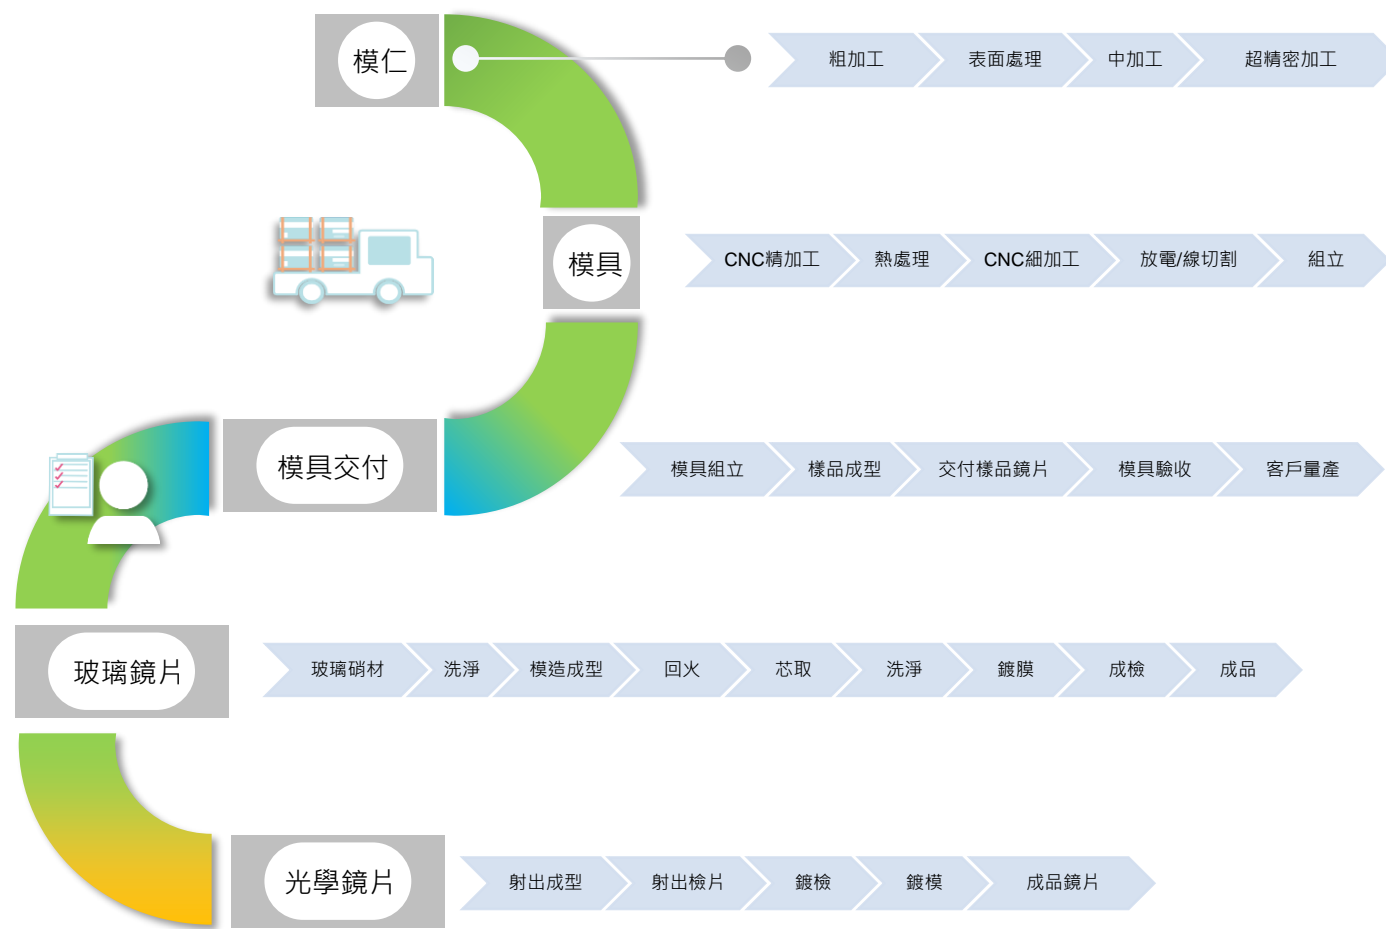 模仁
粗加工 表面處理 中加工 超精密加工
模具
CNC精加工 熱處理 CNC細加工 放電/線切割 組立
模具交付
模具組立 樣品成型 交付樣品鏡片 模具驗收 客戶量產
玻璃鏡片
玻璃硝材 洗淨 模造成型 回火 芯取 洗淨 鍍膜 成檢 成品
光學鏡片
射出成型 射出檢片 鍍檢 鍍模 成品鏡片